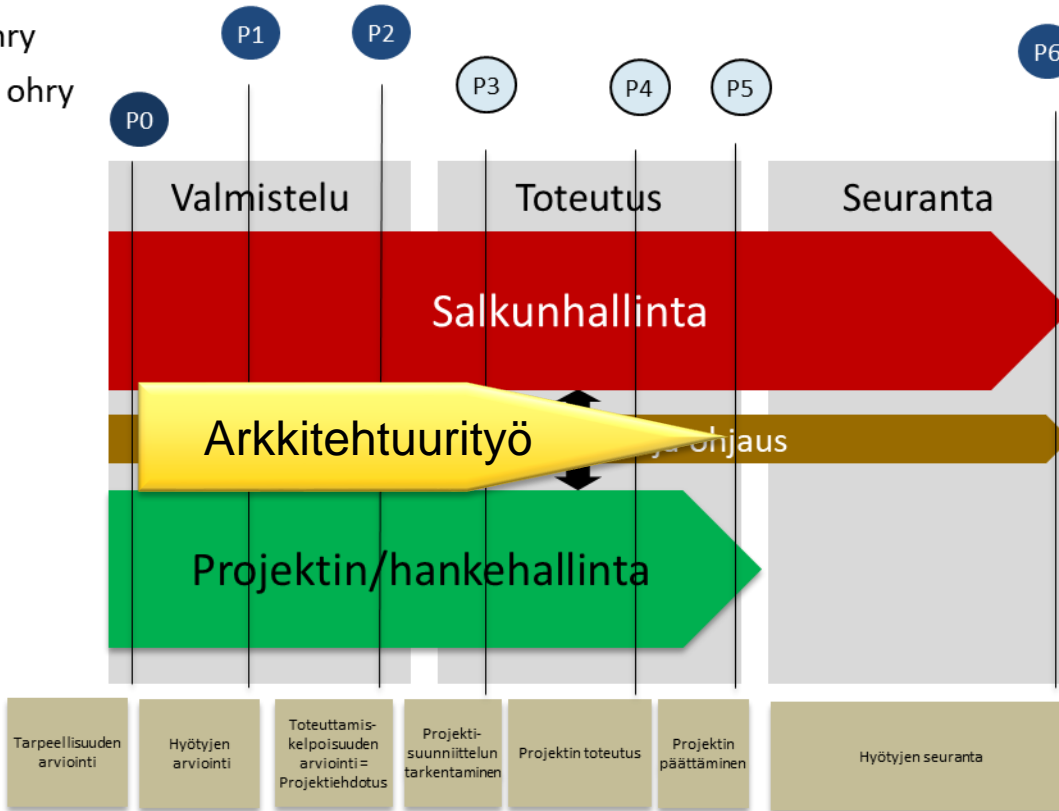 ohry
P0
P1
P2
P3
P4
P5
P6
Valmistelu
Toteutus
Seuranta
Salkunhallinta
Arkkitehtuurityö
ohjaus
Projektin/hankehallinta
Tarpeellisuuden
arviointi
Hyötyjen
arviointi
Toteuttamis-
kelpoisuuden
arviointi =
Projektiehdotus
Projekti-
suunniittelun
tarkentaminen
Projektin toteutus
Projektin
päättäminen
Hyötyjen seuranta